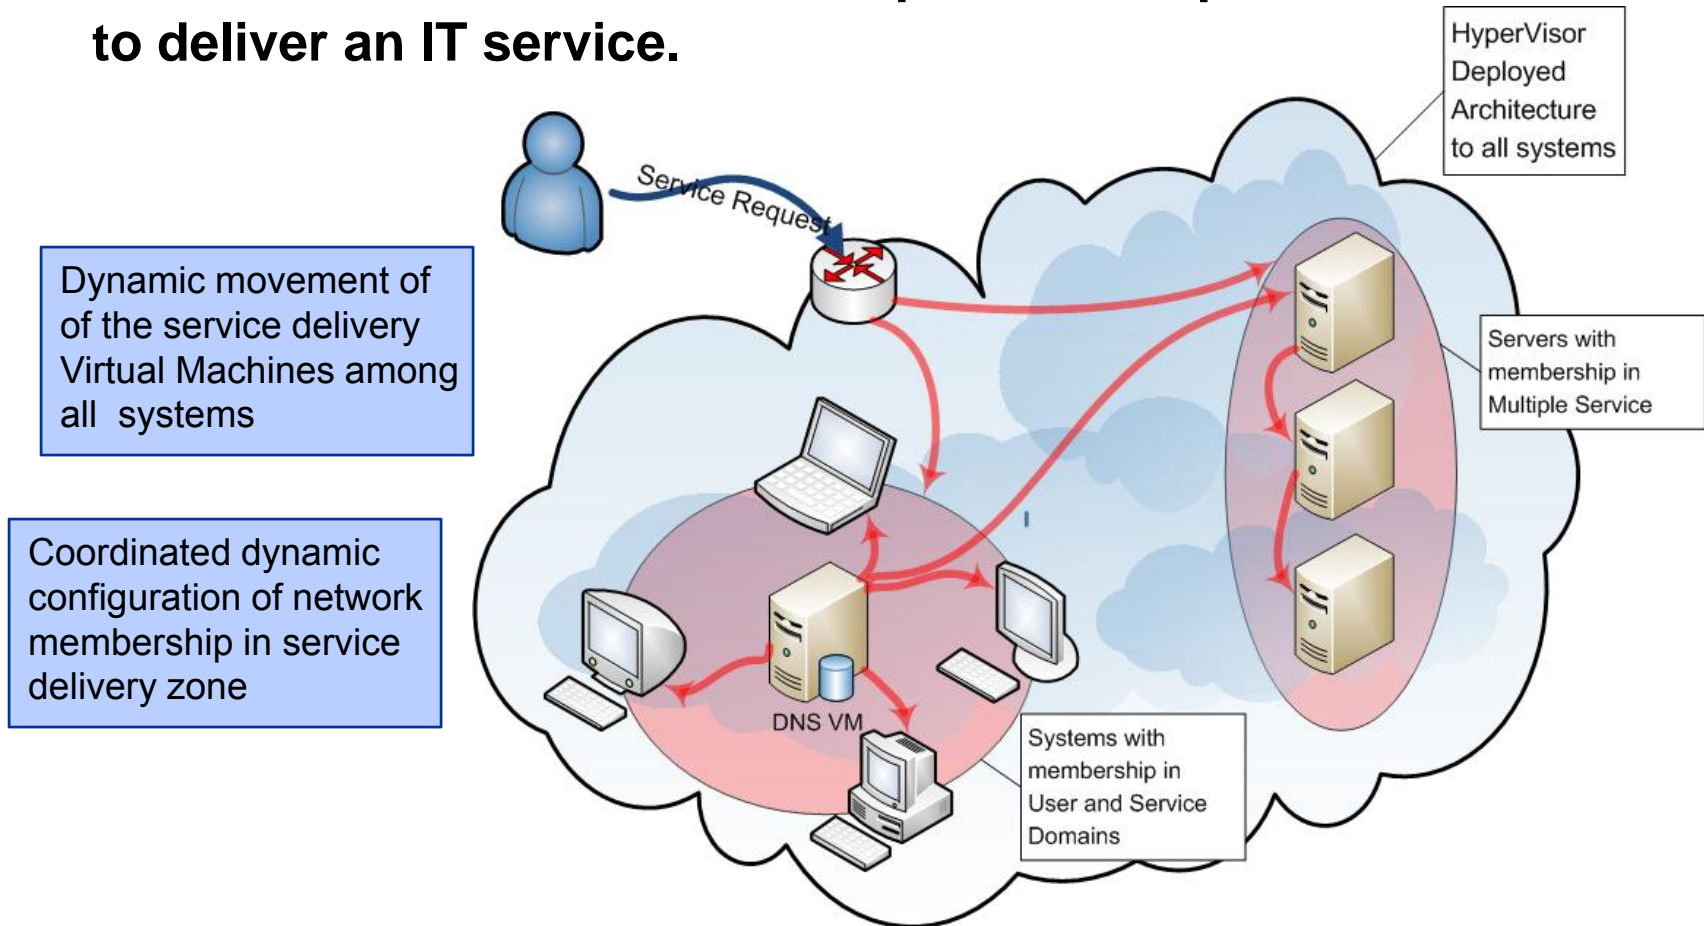 to deliver an IT service.
HyperVisor
Deployed
Architecture
to all systems
Service Request
Dynamic movement of
of the service delivery
Virtual Machines among
all systems
Servers with
membership in
Multiple Service
Coordinated dynamic
configuration of network
membership in service
delivery zone
DNS VM
Systems with
membership in
User and Service
Domains